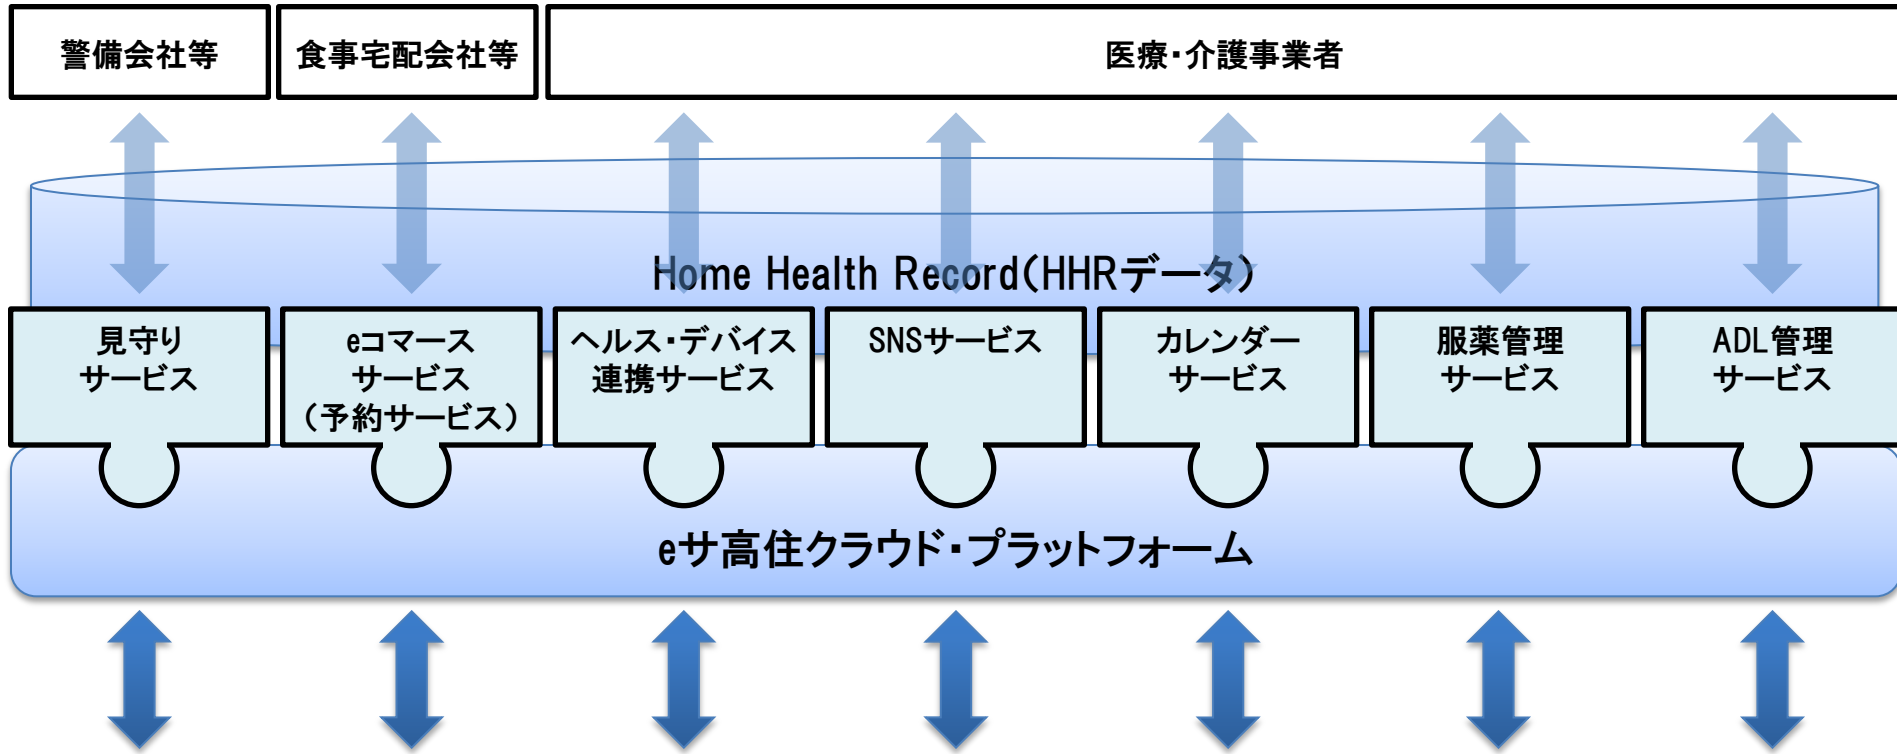 警備会社等
食事宅配会社等
医療・介護事業者
Home Health Record(HHRデータ)
見守り
サービス
eコマース
サービス
（予約サービス）
ヘルス・デバイス
連携サービス
SNSサービス
カレンダー
サービス
服薬管理
サービス
ADL管理
サービス
eサ高住クラウド・プラットフォーム